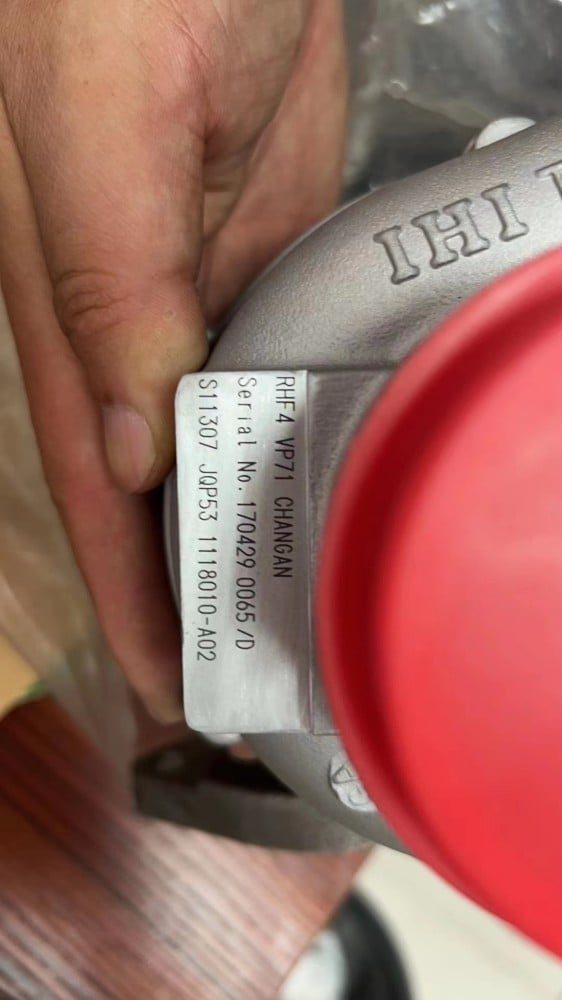 IHI
RHF4 VP71 CHANGAN
Serial No. 170429 0065/D
S11307 JQP53 1118010-A02